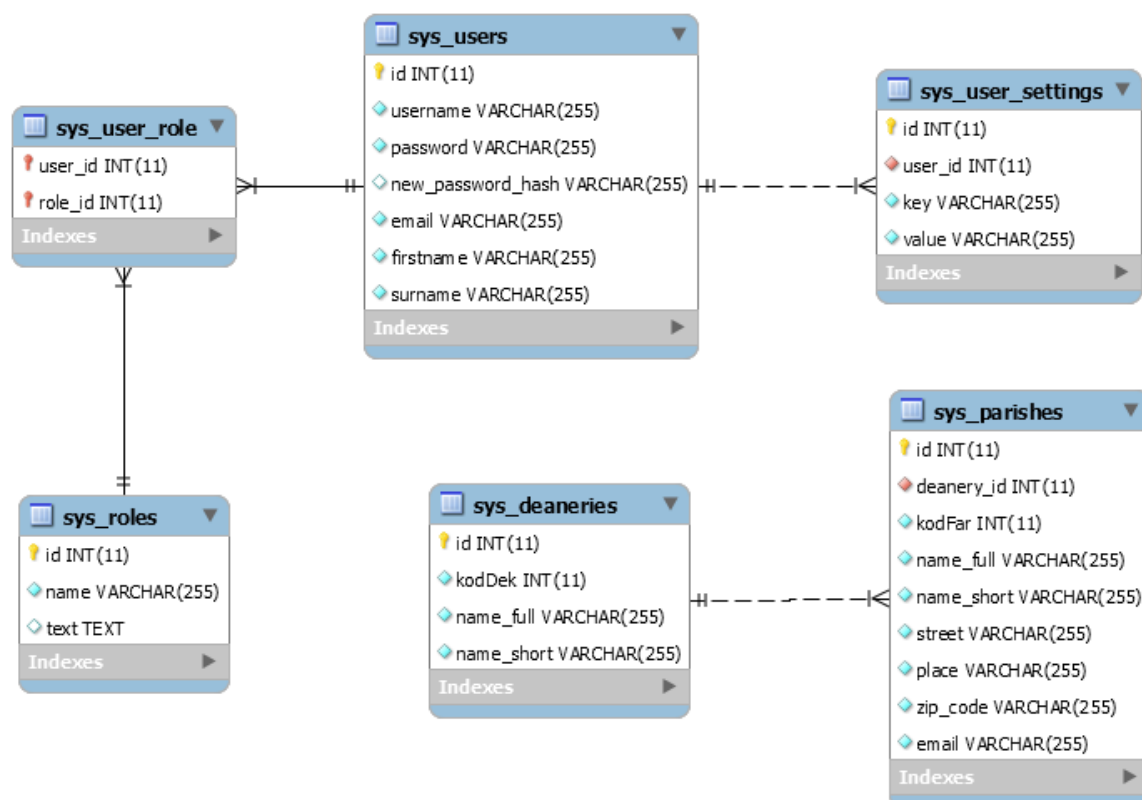 sys_users
id INT(11)
username VARCHAR(255)
password VARCHAR(255)
new_password_hash VARCHAR(255)
email VARCHAR(255)
firstname VARCHAR(255)
surname VARCHAR(255)
Indexes
sys_user_settings
id INT(11)
user_id INT(11)
key VARCHAR(255)
value VARCHAR(255)
Indexes
sys_user_role
user_id INT(11)
role_id INT(11)
Indexes
sys_parishes
id INT(11)
deanery_id INT(11)
kodFar INT(11)
name_full VARCHAR(255)
name_short VARCHAR(255)
street VARCHAR(255)
place VARCHAR(255)
zip_code VARCHAR(255)
email VARCHAR(255)
Indexes
sys_deaneries
id INT(11)
kodDek INT(11)
name_full VARCHAR(255)
name_short VARCHAR(255)
Indexes
sys_roles
id INT(11)
name VARCHAR(255)
text TEXT
Indexes